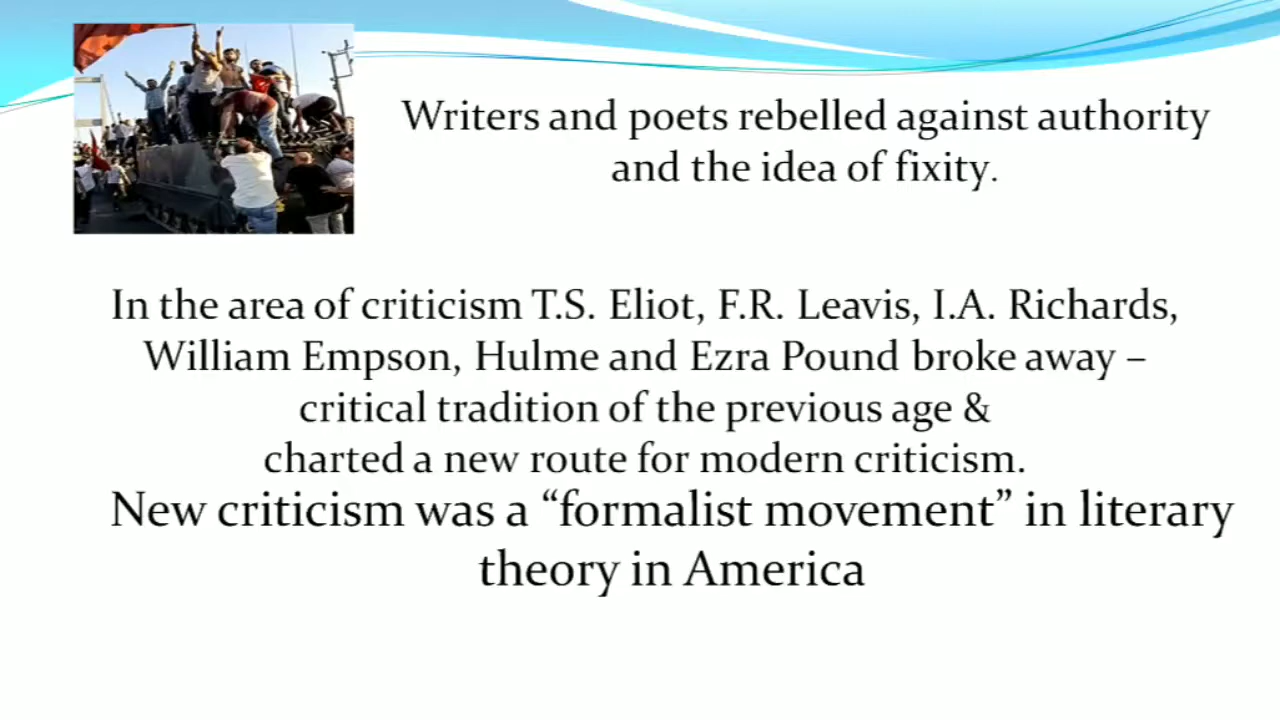 Writers and poets rebelled against authority
and the idea of fixity.
In the area of criticism T.S. Eliot, F.R. Leavis, I.A. Richards,
William Empson, Hulme and Ezra Pound broke away –
critical tradition of the previous age &
charted a new route for modern criticism.
New criticism was a “formalist movement” in literary
theory in America